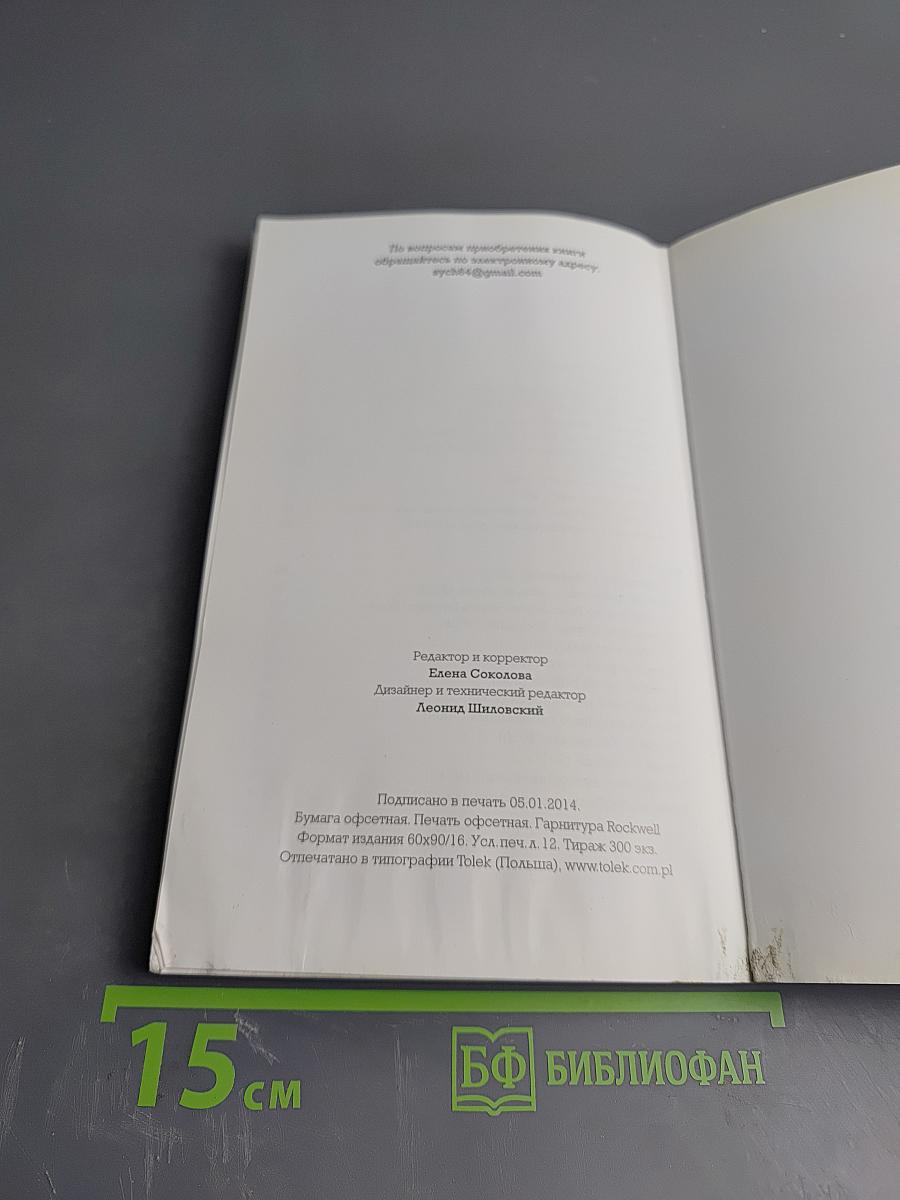 По вопросам приобретения книги
обращайтесь по электронному адресу:
sych64@gmail.com
Редактор и корректор
Елена Соколова
Дизайнер и технический редактор
Леонид Шиловский
Подписано в печать 05.01.2014.
Бумага офсетная. Печать офсетная. Гарнитура Rockwell
Формат издания 60x90/16. Усл. печ. л. 12. Тираж 300 экз.
Отпечатано в типографии Tolek (Польша), www.tolek.com.pl
15 см
БФ БИБЛИОФАН